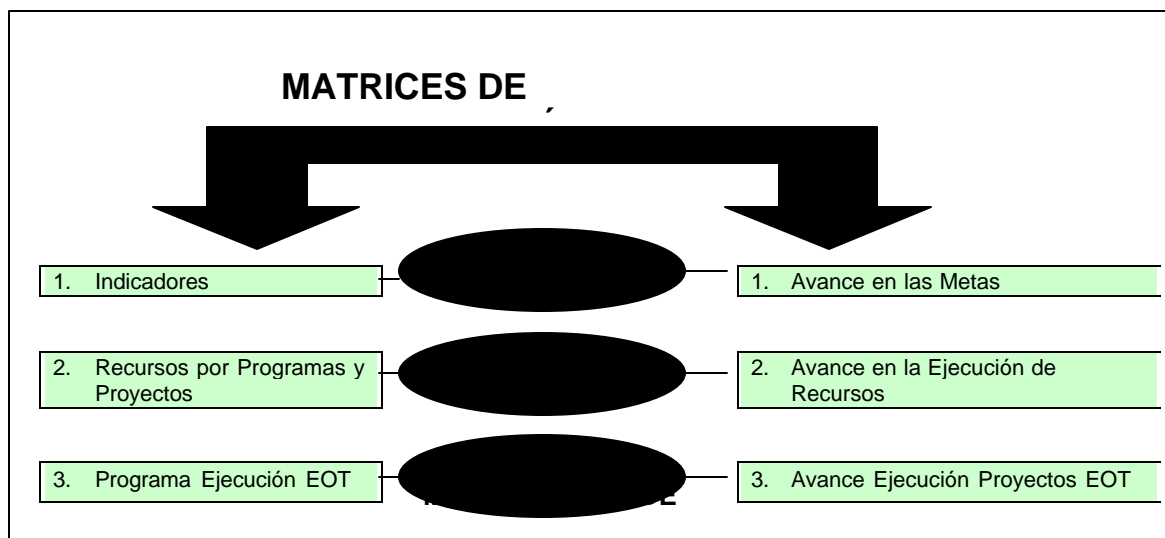 MATRICES DE
1. Indicadores
1. Avance en las Metas
2. Recursos por Programas y
Proyectos
2. Avance en la Ejecución de
Recursos
3. Programa Ejecución EOT
3. Avance Ejecución Proyectos EOT